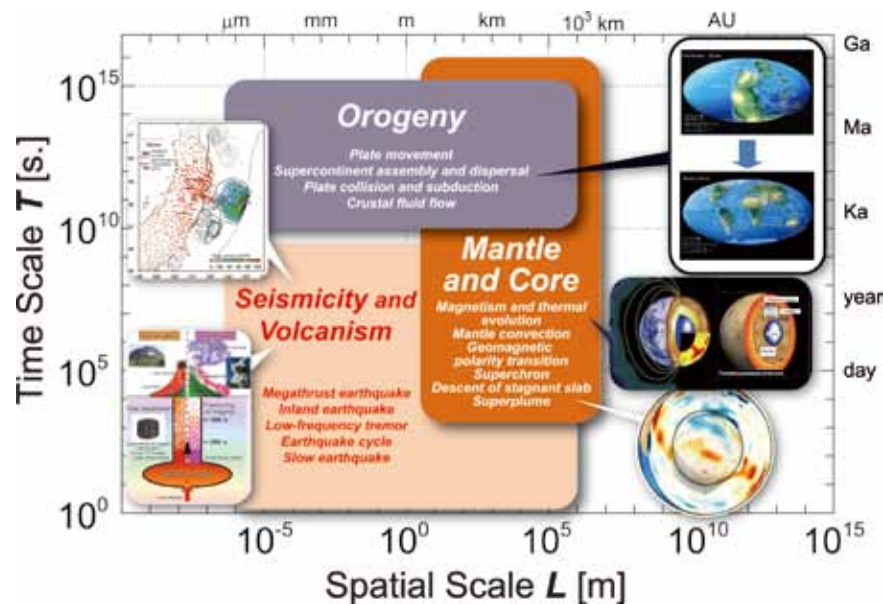 μm mm m km 10³ km AU
Ga
10¹⁵
Orogeny
Ma
Plate movement
Supercontinent assembly and dispersal
Plate collision and subduction
Crustal fluid flow
Ka
10¹⁰
Mantle
and Core
Seismicity and
Volcanism
Magnetism and thermal
evolution
Mantle convection
Geomagnetic
polarity transition
Superchron
Descent of stagnant slab
Superplume
year
day
10⁵
Megathrust earthquake
Inland earthquake
Low-frequency tremor
Earthquake cycle
Slow earthquake
10⁰
10⁻⁵ 10⁰ 10⁵ 10¹⁰ 10¹⁵
Time Scale T [s.]
Spatial Scale L [m]